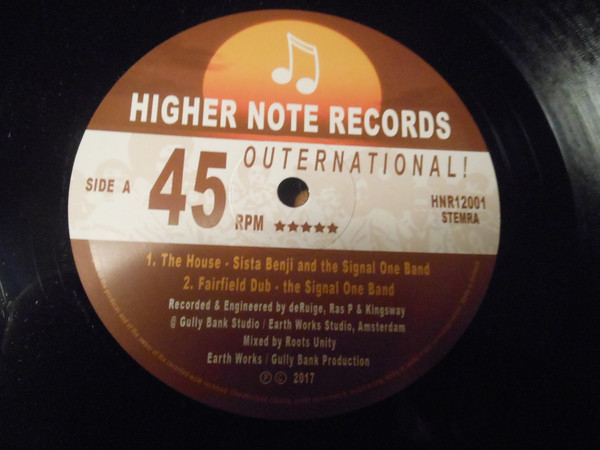 HIGHER NOTE RECORDS
OUTERNATIONAL!
SIDE A
45
RPM
HNR12001
STEMRA
1. The House - Sista Benji and the Signal One Band
2. Fairfield Dub - the Signal One Band
Recorded & Engineered by deRuige, Ras P & Kingsway
@ Gully Bank Studio / Earth Works Studio, Amsterdam
Mixed by Roots Unity
Earth Works / Gully Bank Production
℗ © 2017